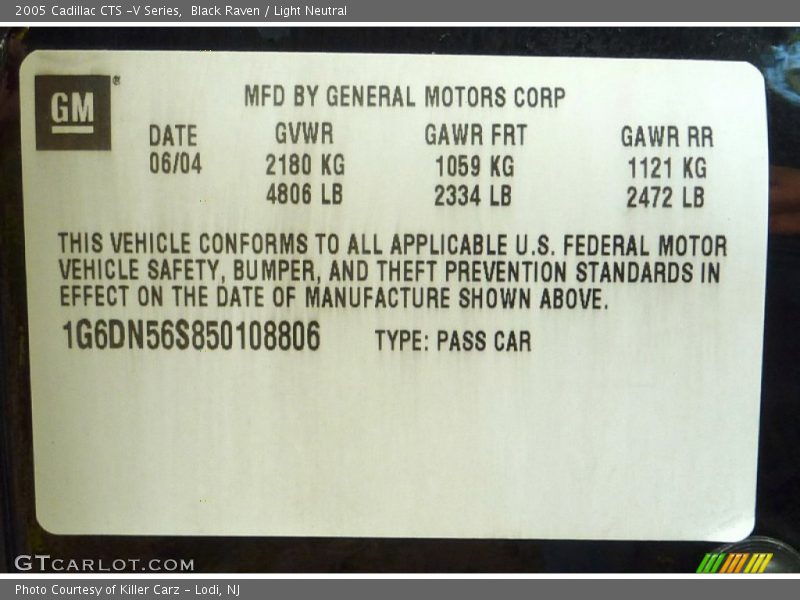 2005 Cadillac CTS -V Series, Black Raven / Light Neutral
GM ®
MFD BY GENERAL MOTORS CORP
DATE GVWR GAWR FRT GAWR RR
06/04 2180 KG 1059 KG 1121 KG
4806 LB 2334 LB 2472 LB
THIS VEHICLE CONFORMS TO ALL APPLICABLE U.S. FEDERAL MOTOR
VEHICLE SAFETY, BUMPER, AND THEFT PREVENTION STANDARDS IN
EFFECT ON THE DATE OF MANUFACTURE SHOWN ABOVE.
1G6DN56S850108806 TYPE: PASS CAR
GTCARLOT.COM
Photo Courtesy of Killer Carz - Lodi, NJ